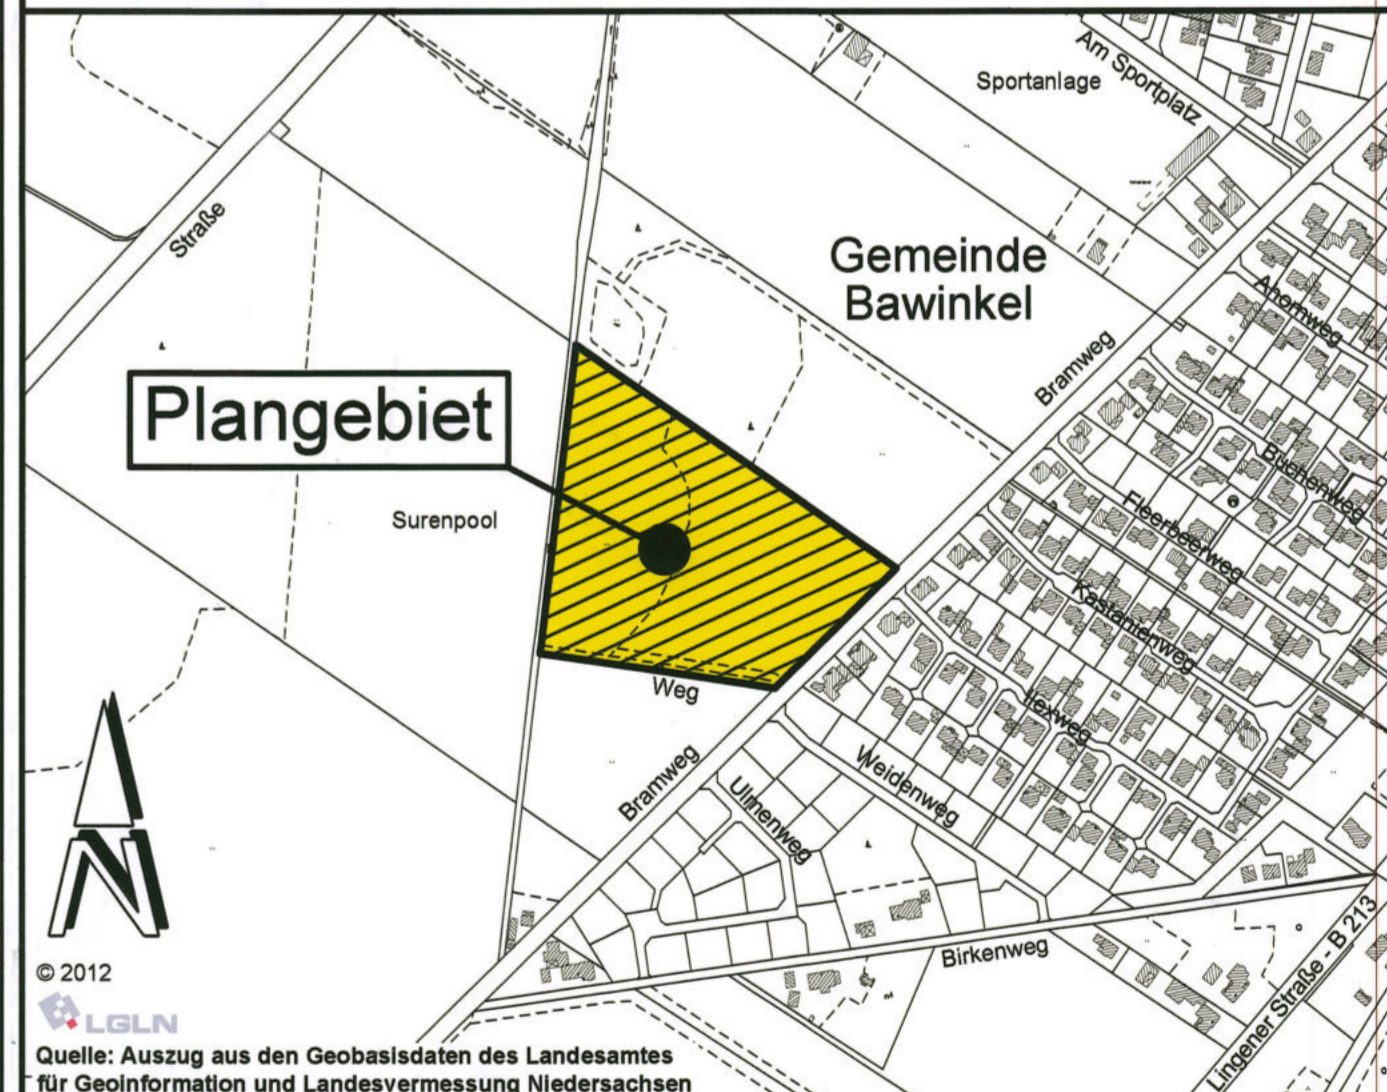 Am Sportplatz
Sportanlage
Straße
Gemeinde
Bawinkel
Ahornweg
Bramweg
Plangebiet
Buchenweg
Surenpool
Fleerbeerweg
Kastanienweg
Weg
Ilexweg
Bramweg
Weidenweg
Ulmenweg
N
Birkenweg
ingener Straße - B 213
© 2012
LGLN
Quelle: Auszug aus den Geobasisdaten des Landesamtes
für Geoinformation und Landesvermessung Niedersachsen